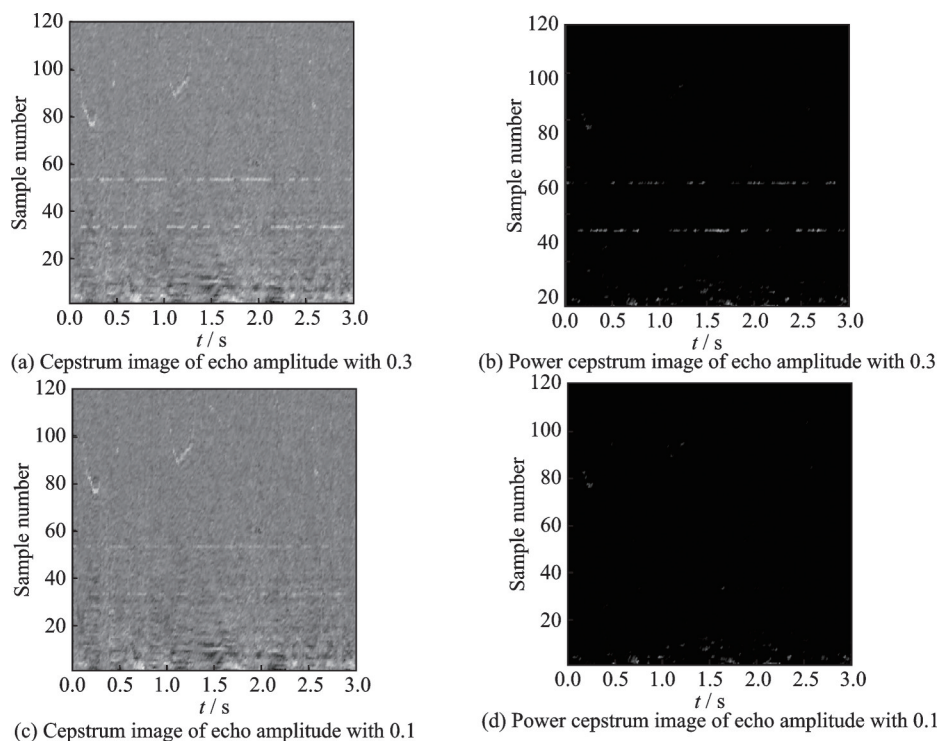 120
100
80
60
40
20
Sample number
0.0 0.5 1.0 1.5 2.0 2.5 3.0
t / s
(a) Cepstrum image of echo amplitude with 0.3
120
100
80
60
40
20
Sample number
0.0 0.5 1.0 1.5 2.0 2.5 3.0
t / s
(b) Power cepstrum image of echo amplitude with 0.3
120
100
80
60
40
20
Sample number
0.0 0.5 1.0 1.5 2.0 2.5 3.0
t / s
(c) Cepstrum image of echo amplitude with 0.1
120
100
80
60
40
20
Sample number
0.0 0.5 1.0 1.5 2.0 2.5 3.0
t / s
(d) Power cepstrum image of echo amplitude with 0.1